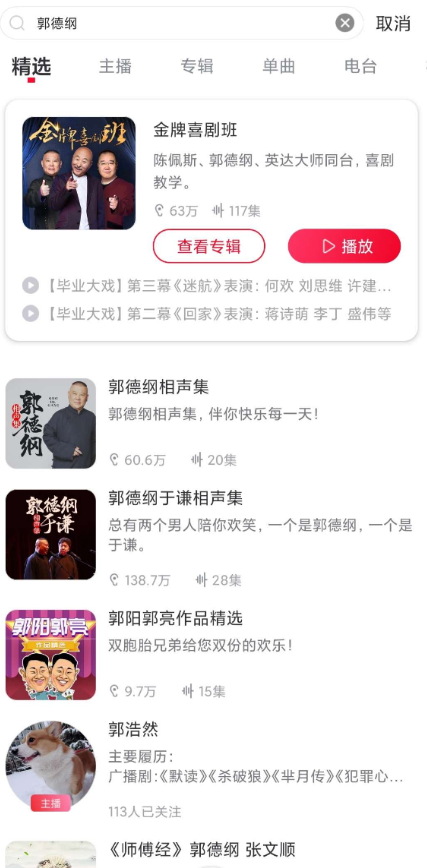 郭德纲
取消
精选 主播 专辑 单曲 电台
金牌喜剧班
金牌喜剧班
陈佩斯、郭德纲、英达大师同台，喜剧
教学。
63万 117集
查看专辑 播放
【毕业大戏】第三幕《迷航》表演：何欢 刘思维 许建...
【毕业大戏】第二幕《回家》表演：蒋诗萌 李丁 盛伟等
郭德纲
相声集
郭德纲相声集
郭德纲相声集，伴你快乐每一天！
60.6万 20集
郭德纲
于谦
郭德纲于谦相声集
总有两个男人陪你欢笑，一个是郭德纲，一个是
于谦。
138.7万 28集
郭阳郭亮
作品精选
郭阳郭亮作品精选
双胞胎兄弟给您双份的欢乐！
9.7万 15集
主播
郭浩然
主要履历：
广播剧:《默读》《杀破狼》《芈月传》《犯罪心...
113人已关注
《师傅经》郭德纲 张文顺